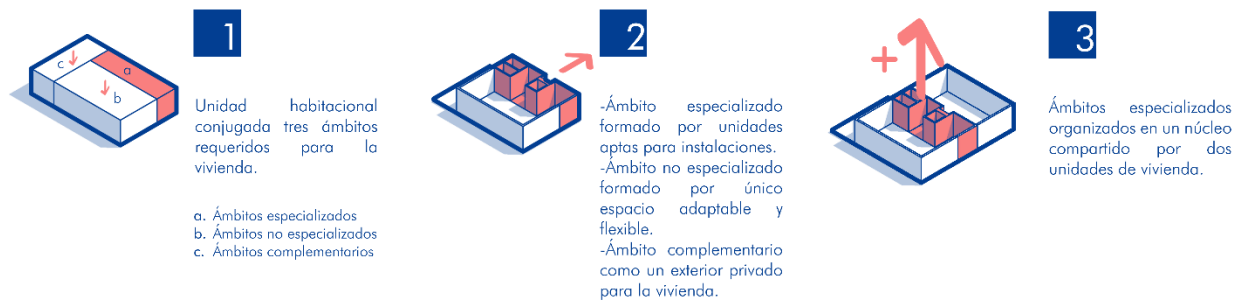 c
a
b
1
Unidad habitacional
conjugada tres ámbitos
requeridos para la
vivienda.
a. Ámbitos especializados
b. Ámbitos no especializados
c. Ámbitos complementarios
2
-Ámbito especializado
formado por unidades
aptas para instalaciones.
-Ámbito no especializado
formado por único
espacio adaptable y
flexible.
-Ámbito complementario
como un exterior privado
para la vivienda.
+
3
Ámbitos especializados
organizados en un núcleo
compartido por dos
unidades de vivienda.